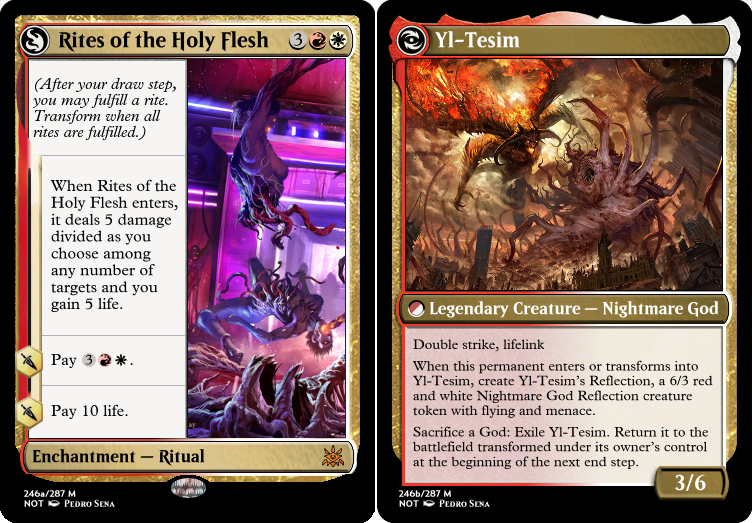 Rites of the Holy Flesh 3
(After your draw step,
you may fulfill a rite.
Transform when all
rites are fulfilled.)
When Rites of the
Holy Flesh enters,
it deals 5 damage
divided as you
choose among
any number of
targets and you
gain 5 life.
Pay 3 .
Pay 10 life.
Enchantment — Ritual
246a/287 M
NOT Pedro Sena
Yl-Tesim
Legendary Creature — Nightmare God
Double strike, lifelink
When this permanent enters or transforms into
Yl-Tesim, create Yl-Tesim's Reflection, a 6/3 red
and white Nightmare God Reflection creature
token with flying and menace.
Sacrifice a God: Exile Yl-Tesim. Return it to the
battlefield transformed under its owner's control
at the beginning of the next end step.
3/6
246b/287 M
NOT Pedro Sena